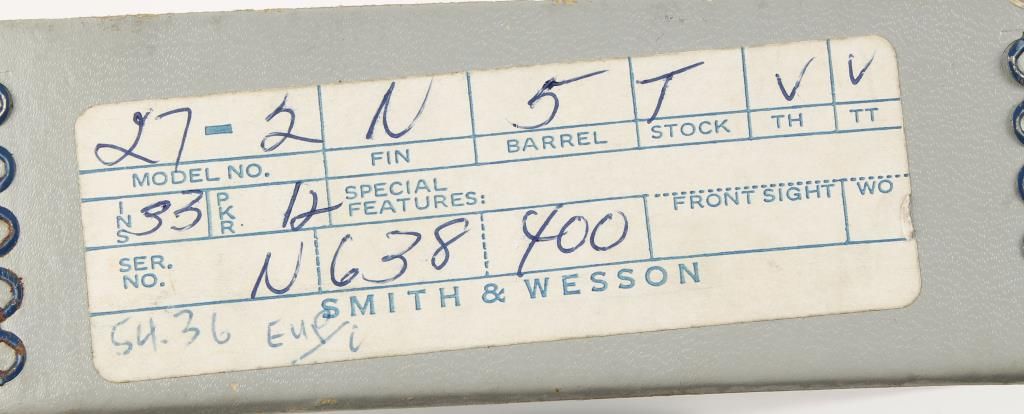 27-2 N 5 T V V
MODEL NO. FIN BARREL STOCK TH TT
INS 33 PKR. 12 SPECIAL FEATURES: FRONT SIGHT WO
SER. NO. N 638 400
SMITH & WESSON
54.36